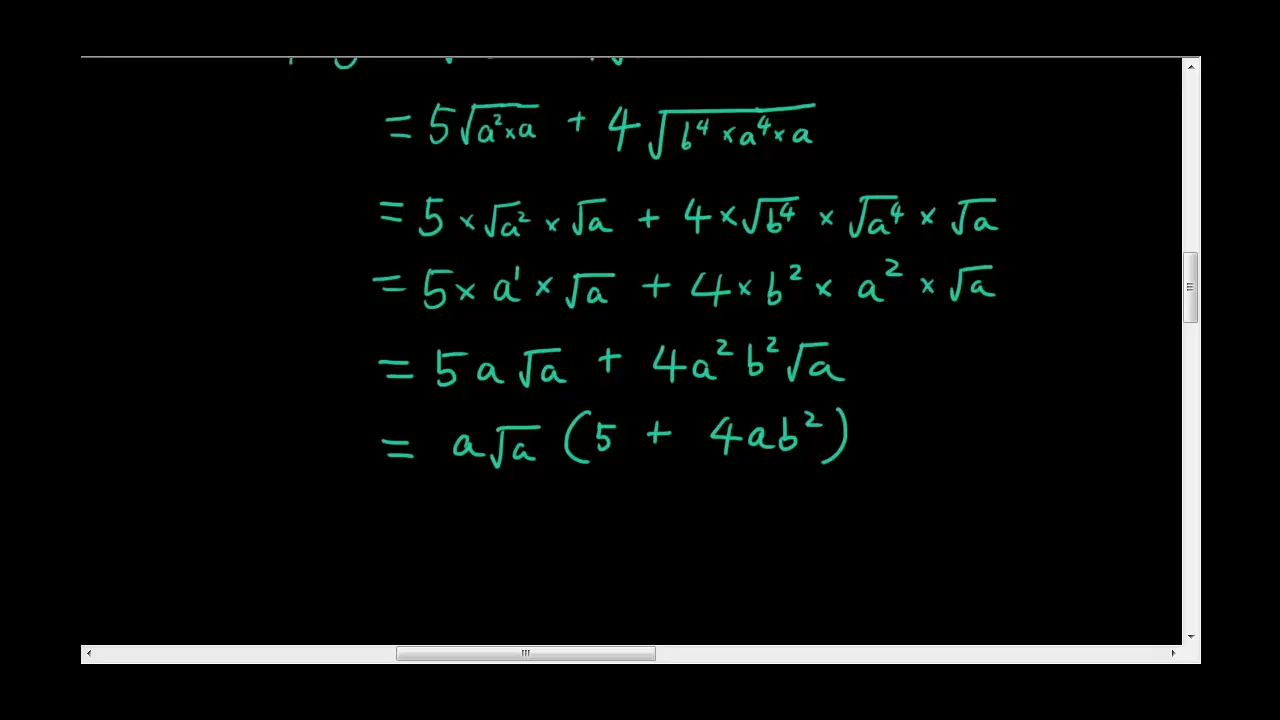 = 5√(a² × a) + 4√(b⁴ × a⁴ × a)
= 5 × √a² × √a + 4 × √b⁴ × √a⁴ × √a
= 5 × a¹ × √a + 4 × b² × a² × √a
= 5a√a + 4a²b²√a
= a√a (5 + 4ab²)